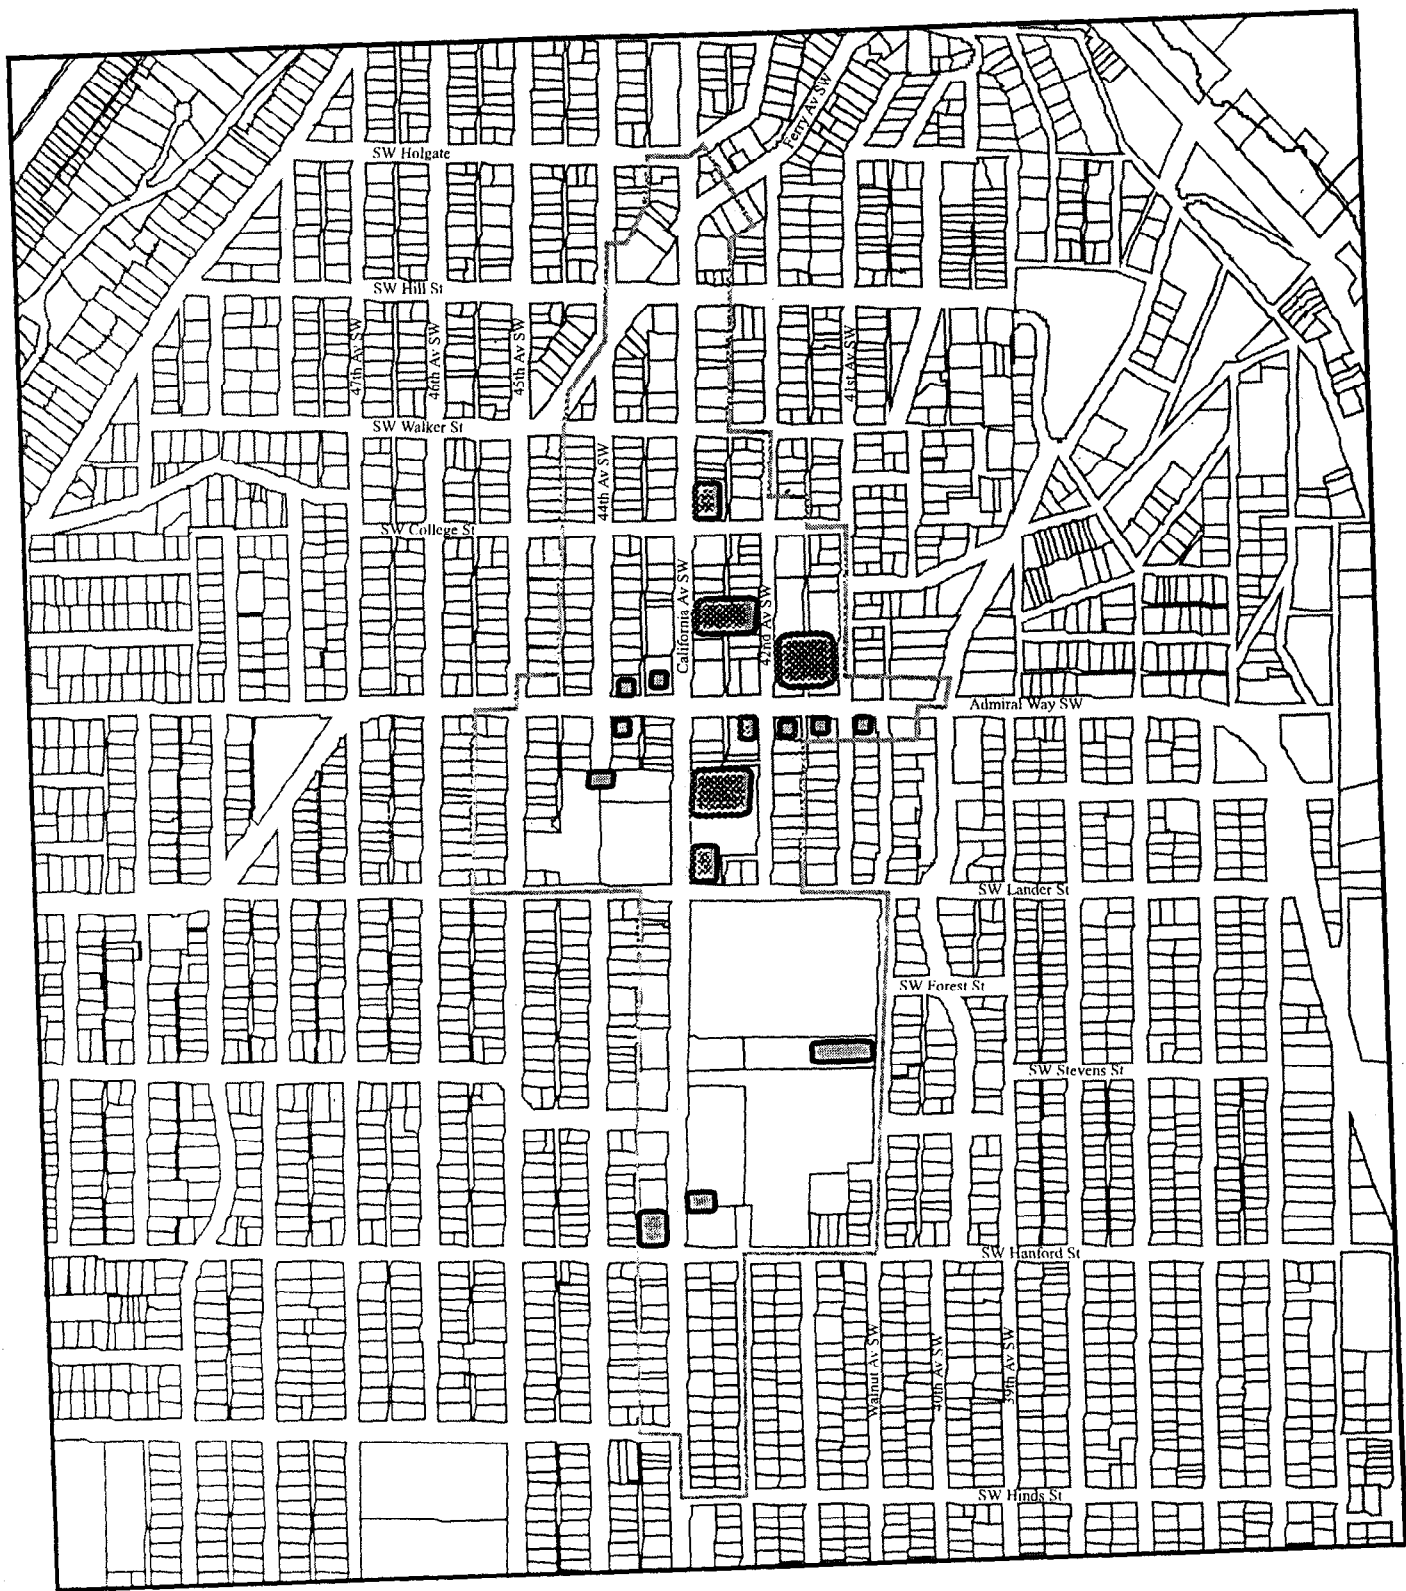 Ferry Av SW
SW Holgate
SW Hill St
47th Av SW
46th Av SW
45th Av SW
41st Av SW
SW Walker St
44th Av SW
SW College St
California Av SW
42nd Av SW
Admiral Way SW
SW Lander St
SW Forest St
SW Stevens St
SW Hanford St
Walnut Av SW
40th Av SW
39th Av SW
SW Hinds St